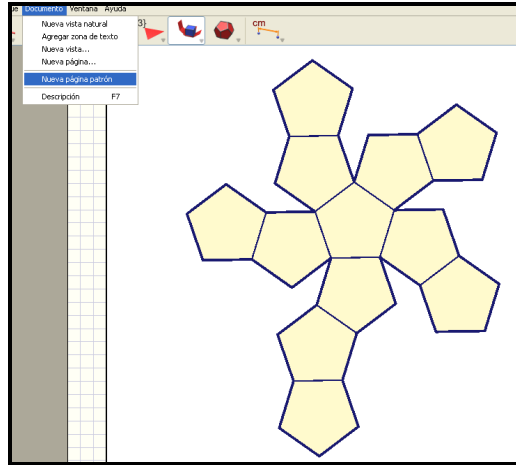 Documento Ventana Ayuda
Nueva vista natural
Agregar zona de texto
Nueva vista...
Nueva página...
Nueva página patrón
Descripción F7
3}
cm